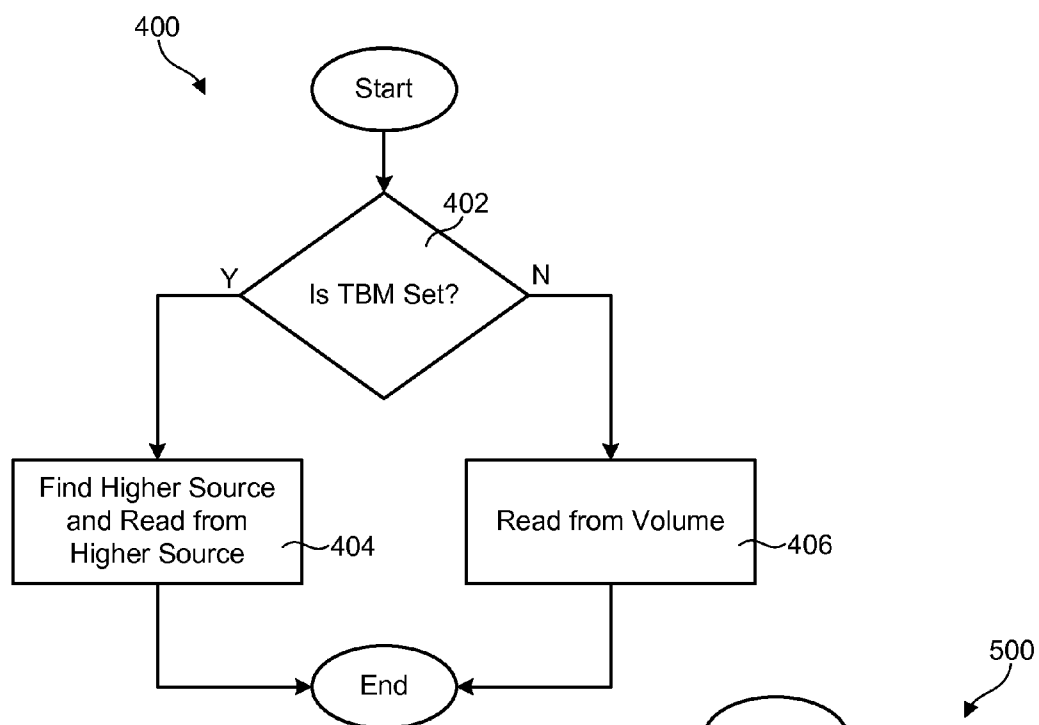 400
Start
402
Y
N
Is TBM Set?
Find Higher Source
and Read from
Higher Source
404
Read from Volume
406
End
500